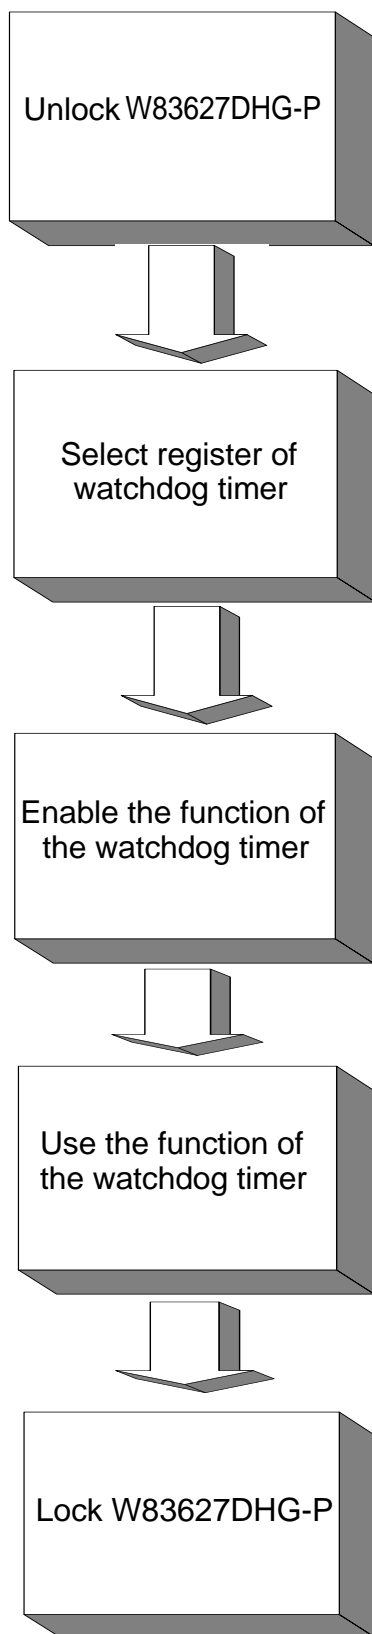 Unlock W83627DHG-P
Select register of
watchdog timer
Enable the function of
the watchdog timer
Use the function of
the watchdog timer
Lock W83627DHG-P